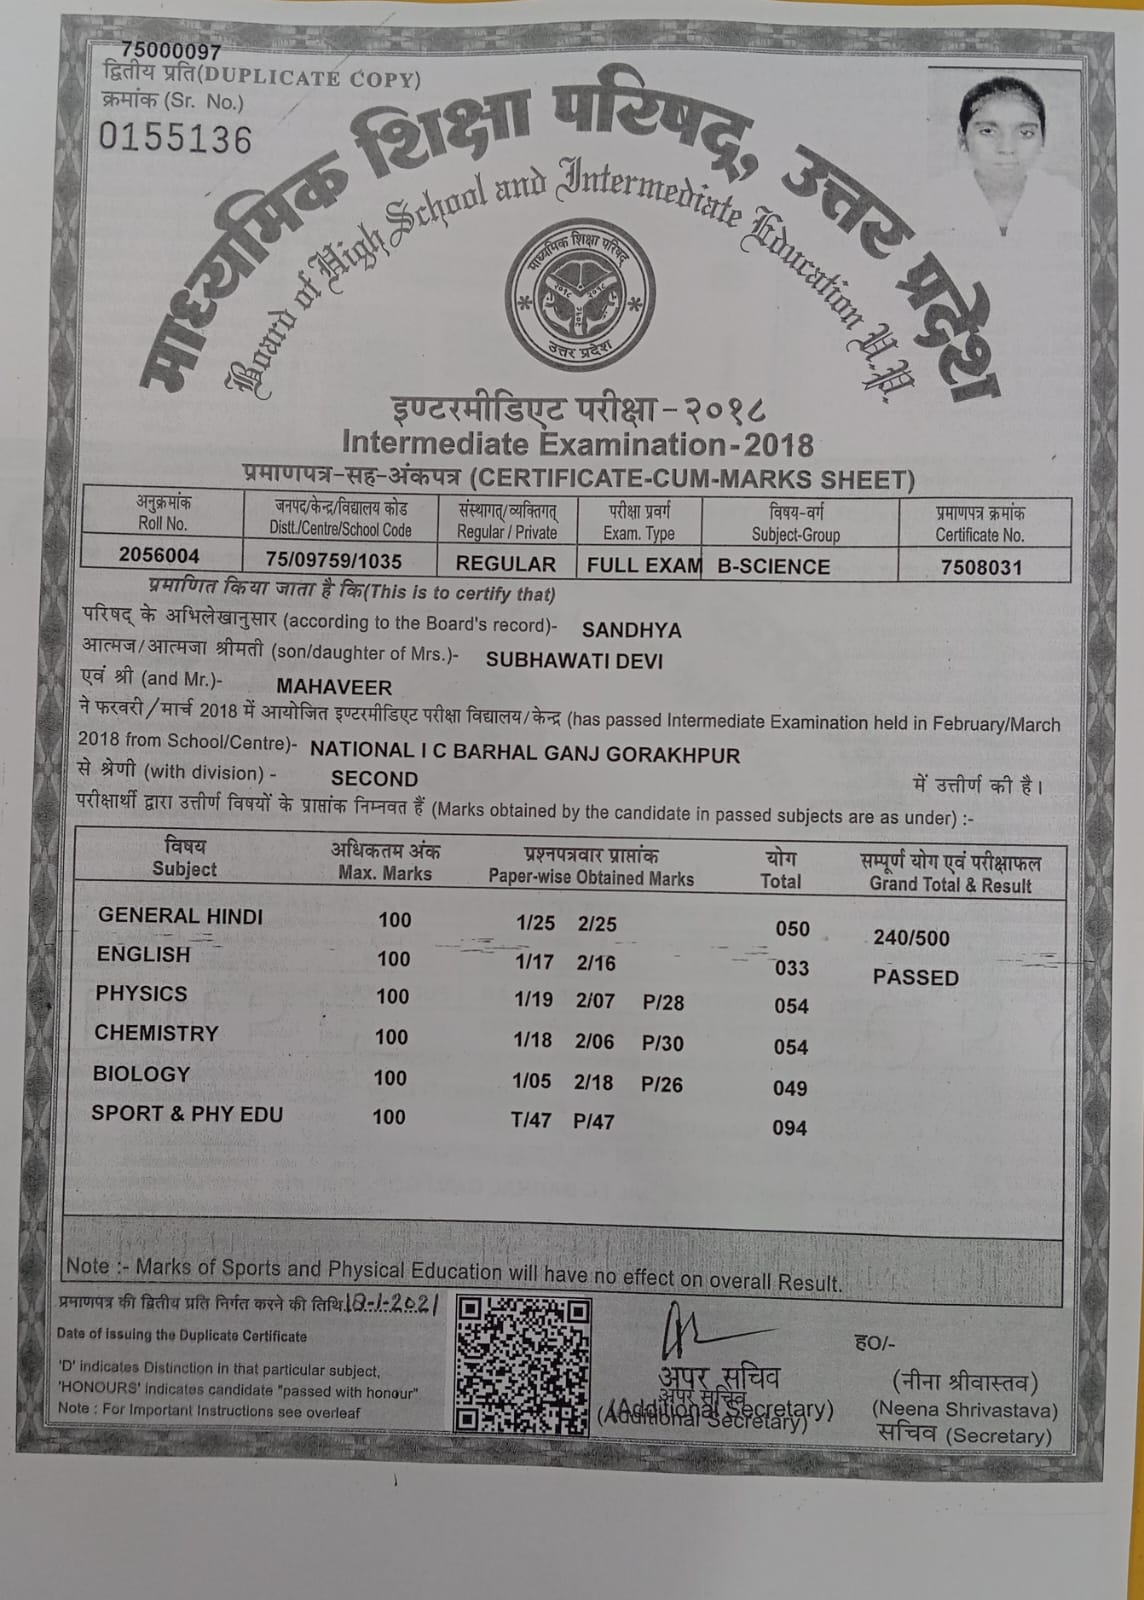 75000097
द्वितीय प्रति(DUPLICATE COPY)
क्रमांक (Sr. No.)
0155136
माध्यमिक शिक्षा परिषद्, उत्तर प्रदेश
Board of High School and Intermediate Education U.P.
माध्यमिक शिक्षा परिषद्
२०१८ २०१८
२०१८
उत्तर प्रदेश
इण्टरमीडिएट परीक्षा-२०१८
Intermediate Examination-2018
प्रमाणपत्र-सह-अंकपत्र (CERTIFICATE-CUM-MARKS SHEET)
अनुक्रमांक जनपद/केन्द्र/विद्यालय कोड संस्थागत्/व्यक्तिगत् परीक्षा प्रवर्ग विषय-वर्ग प्रमाणपत्र क्रमांक
Roll No. Distt./Centre/School Code Regular / Private Exam. Type Subject-Group Certificate No.
2056004 75/09759/1035 REGULAR FULL EXAM B-SCIENCE 7508031
प्रमाणित किया जाता है कि(This is to certify that)
परिषद् के अभिलेखानुसार (according to the Board's record)- SANDHYA
आत्मज/आत्मजा श्रीमती (son/daughter of Mrs.)- SUBHAWATI DEVI
एवं श्री (and Mr.)- MAHAVEER
ने फरवरी/मार्च 2018 में आयोजित इण्टरमीडिएट परीक्षा विद्यालय/केन्द्र (has passed Intermediate Examination held in February/March
2018 from School/Centre)- NATIONAL I C BARHAL GANJ GORAKHPUR
से श्रेणी (with division) - SECOND में उत्तीर्ण की है।
परीक्षार्थी द्वारा उत्तीर्ण विषयों के प्राप्तांक निम्नवत हैं (Marks obtained by the candidate in passed subjects are as under) :-
विषय अधिकतम अंक प्रश्नपत्रवार प्राप्तांक योग सम्पूर्ण योग एवं परीक्षाफल
Subject Max. Marks Paper-wise Obtained Marks Total Grand Total & Result
GENERAL HINDI 100 1/25 2/25 050 240/500
ENGLISH 100 1/17 2/16 033 PASSED
PHYSICS 100 1/19 2/07 P/28 054
CHEMISTRY 100 1/18 2/06 P/30 054
BIOLOGY 100 1/05 2/18 P/26 049
SPORT & PHY EDU 100 T/47 P/47 094
Note :- Marks of Sports and Physical Education will have no effect on overall Result.
प्रमाणपत्र की द्वितीय प्रति निर्गत करने की तिथि 18-1-2021
Date of issuing the Duplicate Certificate
'D' indicates Distinction in that particular subject,
'HONOURS' indicates candidate "passed with honour"
Note : For Important Instructions see overleaf
अपर सचिव
अपर सचिव
(Additional Secretary)
(Additional Secretary)
ह0/-
(नीना श्रीवास्तव)
(Neena Shrivastava)
सचिव (Secretary)